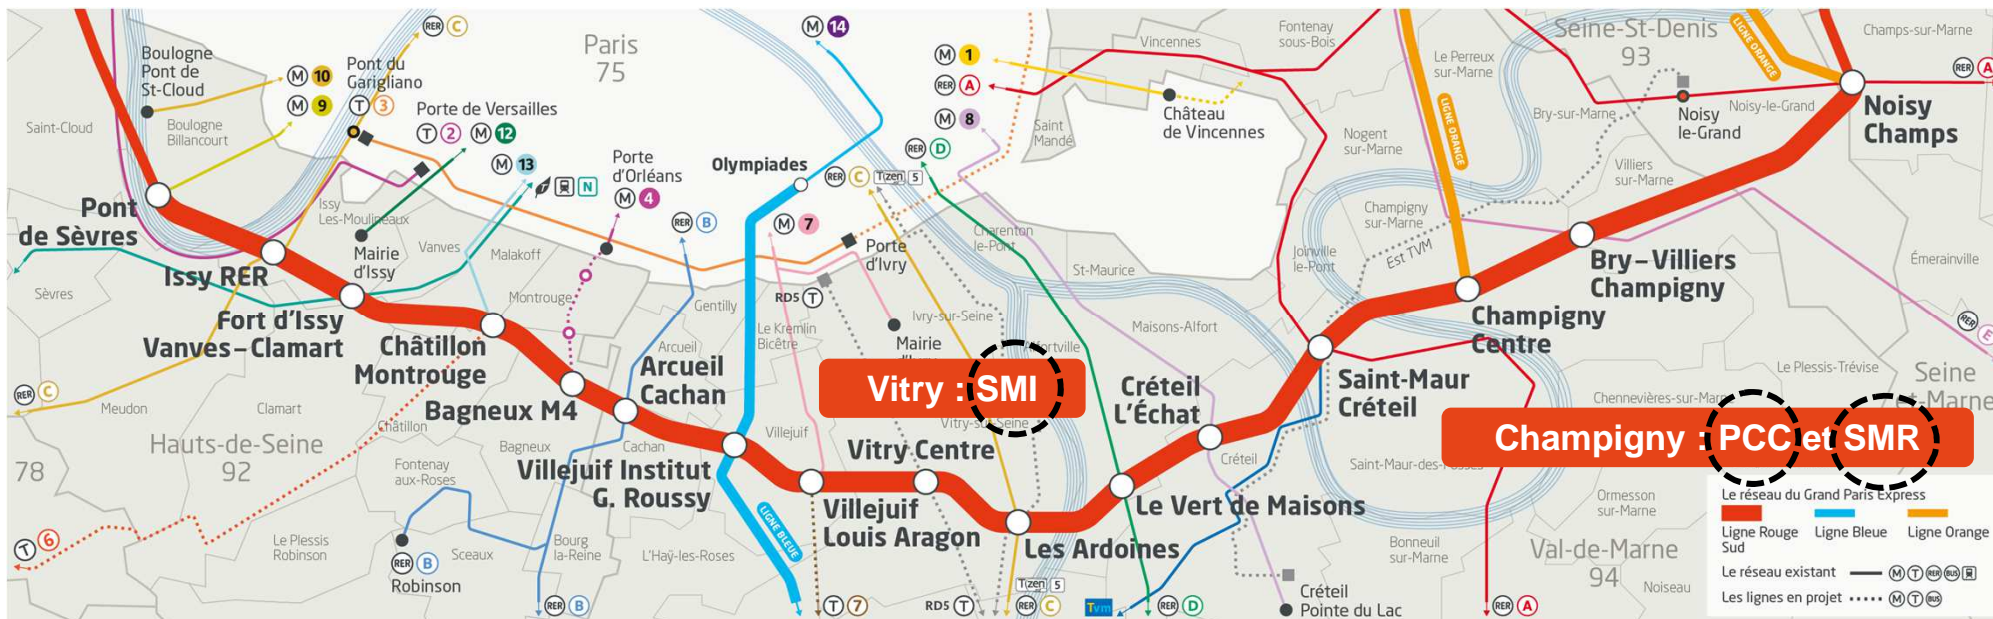 RER C
M 14
Paris
75
Boulogne
Pont de
St-Cloud
M 10
Pont du
Garigliano
M 9
T 3
Porte de Versailles
T 2 M 12
Saint-Cloud
Boulogne
Billancourt
M 13
N
Porte
d'Orléans
M 4
Olympiades
RER C Tzen 5
M 1
RER A
M 8
RER D
Saint
Mandé
Vincennes
Château
de Vincennes
Fontenay
sous-Bois
Le Perreux
sur-Marne
LIGNE ORANGE
LIGNE ORANGE
Seine-St-Denis
93
Champs-sur-Marne
RER A
Bry-sur-Marne
Noisy
le-Grand
Noisy-le-Grand
Noisy
Champs
Nogent
sur-Marne
Villiers
sur-Marne
Pont
de Sèvres
Issy
Les-Moulineaux
Mairie
d'Issy
Vanves
Malakoff
RER B
M 7
Porte
d'Ivry
Charenton
le-Pont
St-Maurice
Joinville
le-Pont
Champigny
sur-Marne
Est TVM
Bry–Villiers
Champigny
Émerainville
Sèvres
Issy RER
Fort d'Issy
Vanves–Clamart
Montrouge
Châtillon
Montrouge
Gentilly
RD5 T
Le Kremlin
Bicêtre
Ivry-sur-Seine
Mairie
Maisons-Alfort
Alfortville
Champigny
Centre
RER E
RER C
Meudon
Clamart
Bagneux M4
Arcueil
Arcueil
Cachan
Vitry : SMI
Vitry-sur-Seine
Créteil
L'Échat
Saint-Maur
Créteil
Le Plessis-Trévise
Seine
et-Marne
Chennevières-sur-Marne
Champigny : PCC et SMR
78
Hauts-de-Seine
92
Châtillon
Bagneux
Cachan
Villejuif
Vitry Centre
Créteil
Saint-Maur-des-Fossés
Fontenay
aux-Roses
Villejuif Institut
G. Roussy
LIGNE BLEUE
Villejuif
Louis Aragon
Le Vert de Maisons
Les Ardoines
Ormesson
sur-Marne
T 6
Le Plessis
Robinson
RER B
Robinson
Sceaux
Bourg
la-Reine
L'Haÿ-les-Roses
Bonneuil
sur-Marne
Val-de-Marne
94
Noiseau
RER B
T 7
RD5 T
Tzen 5
RER C
Tvm
RER D
Créteil
Pointe du Lac
RER A
Le réseau du Grand Paris Express
Ligne Rouge
Sud
Ligne Bleue
Ligne Orange
Le réseau existant M T RER BUS
Les lignes en projet M T BUS